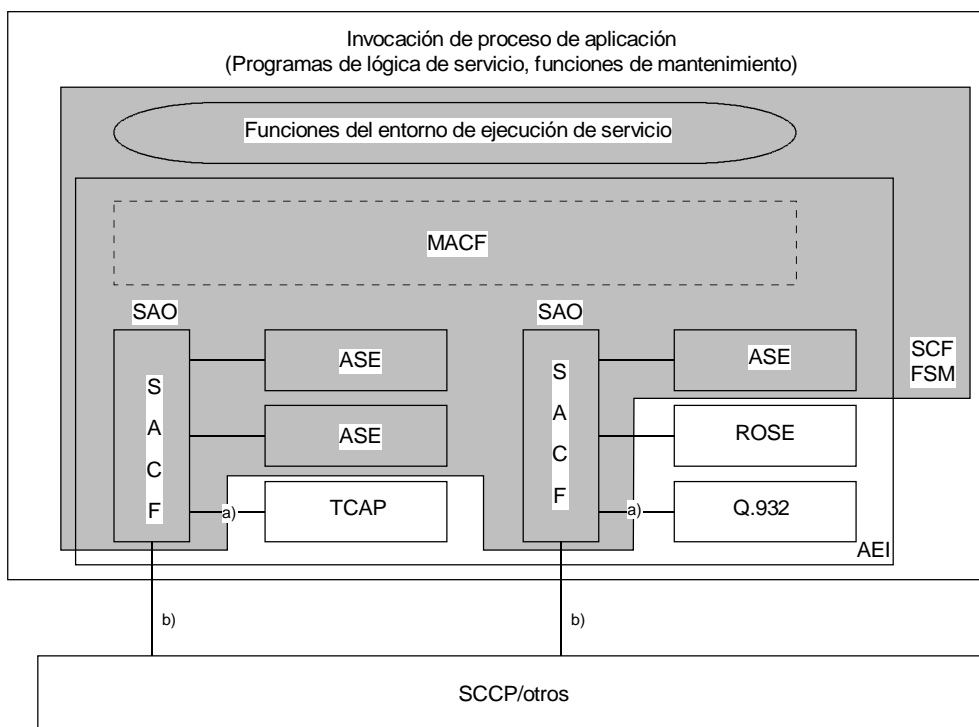 Invocación de proceso de aplicación
(Programas de lógica de servicio, funciones de mantenimiento)
Funciones del entorno de ejecución de servicio
MACF
SAO
SAO
S
A
C
F
ASE
ASE
a)
TCAP
S
A
C
F
ASE
ROSE
a)
Q.932
SCF
FSM
AEI
b)
b)
SCCP/otros